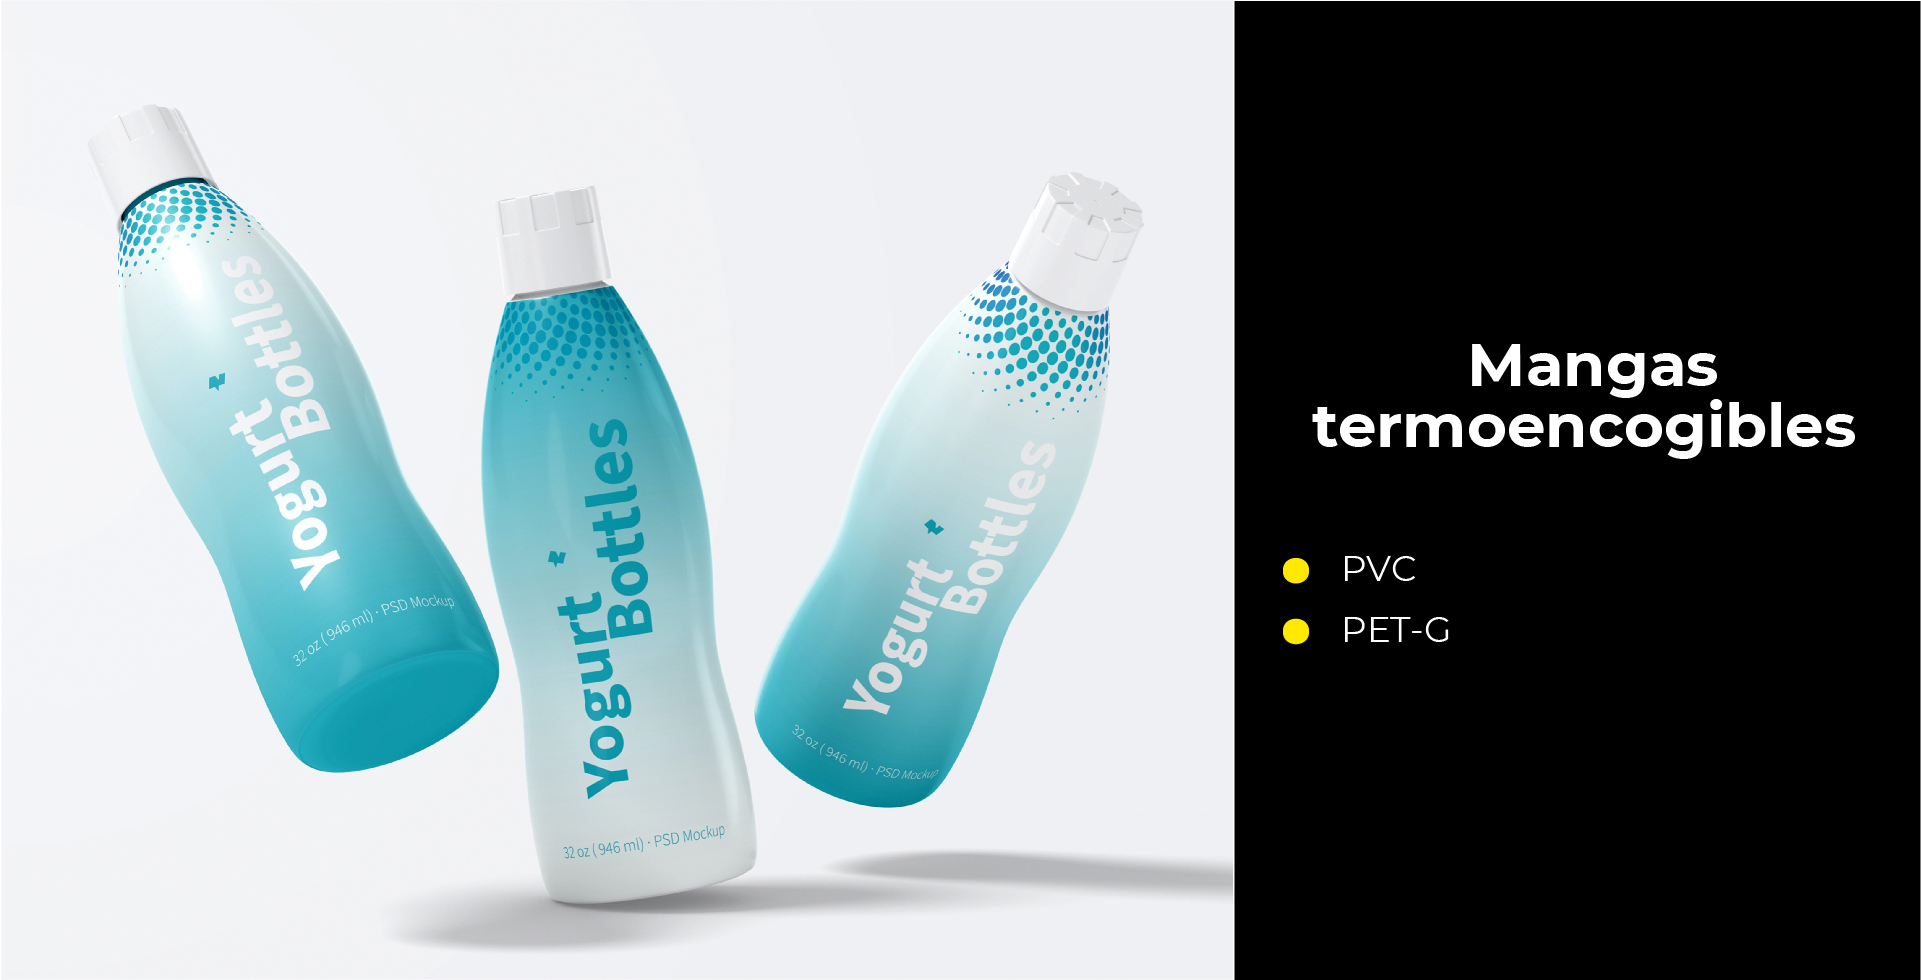 Yogurt
Bottles
32 oz ( 946 ml) · PSD Mockup
Yogurt
Bottles
32 oz ( 946 ml) · PSD Mockup
Yogurt
Bottles
32 oz ( 946 ml) · PSD Mockup
Mangas
termoencogibles
PVC
PET-G